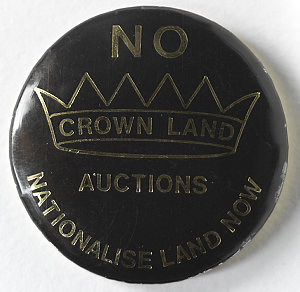 NO
CROWN LAND
AUCTIONS
NATIONALISE LAND NOW